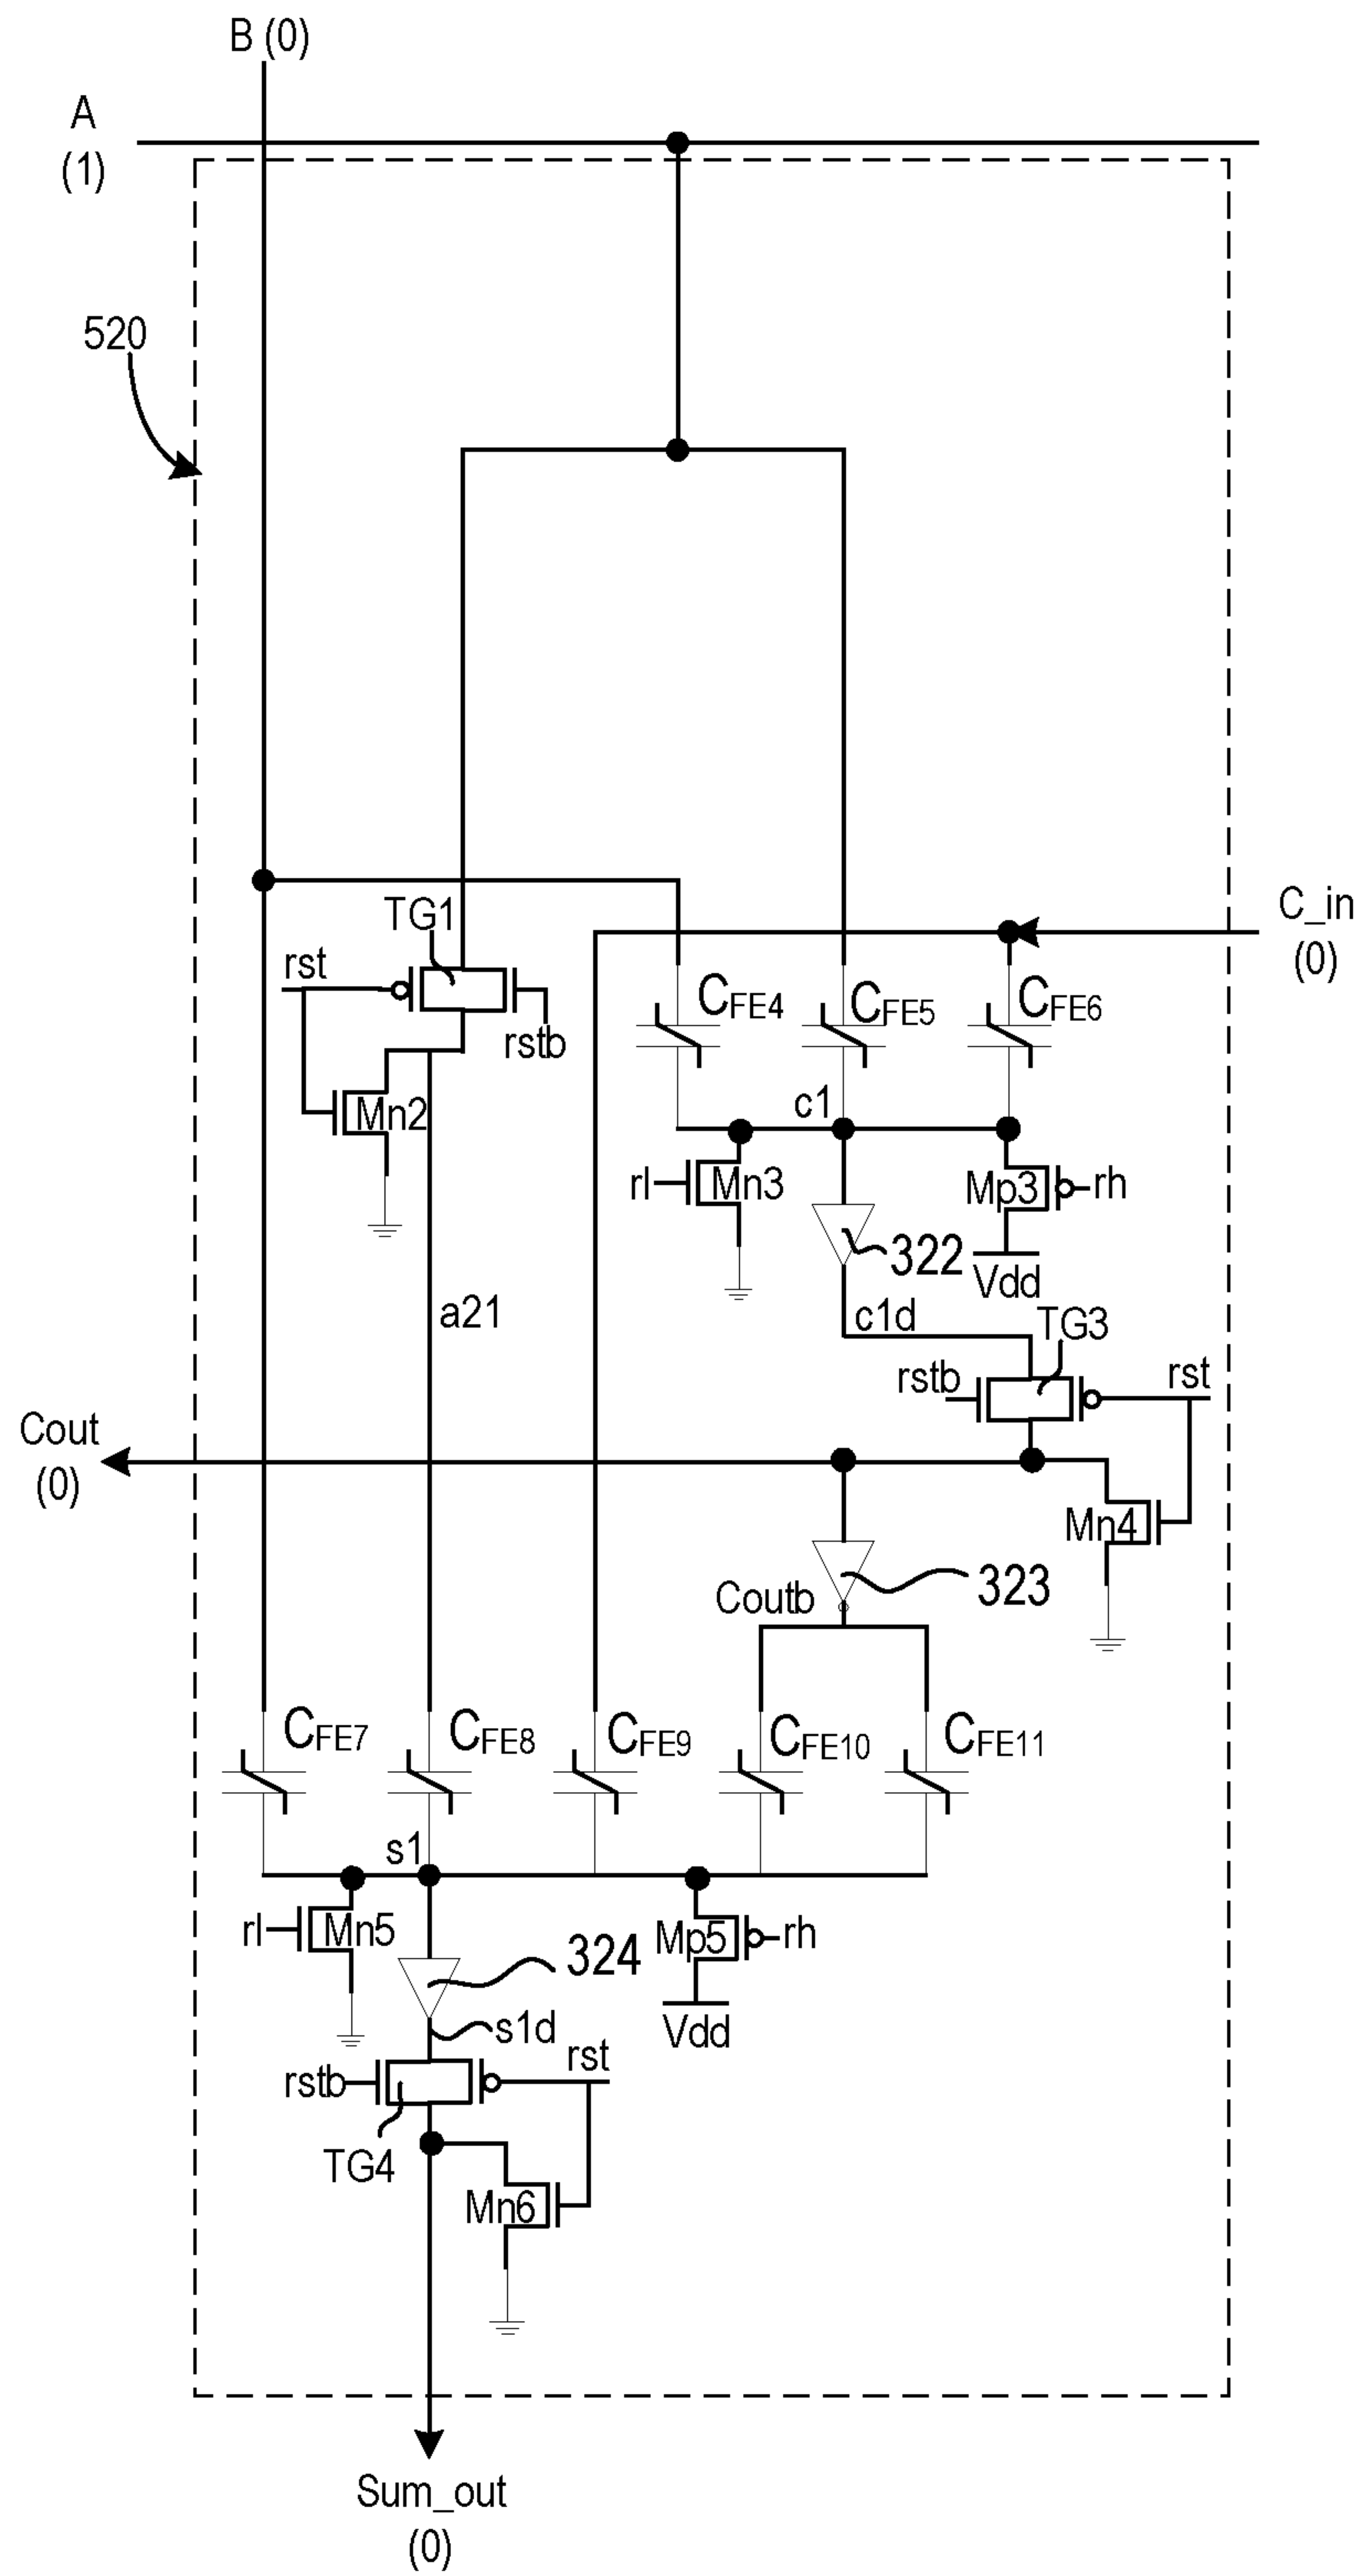 B (0)
A
(1)
520
TG1
rst
rstb
Mn2
C_in
(0)
CFE4
CFE5
CFE6
c1
rl
Mn3
Mp3
rh
322
Vdd
a21
c1d
TG3
rstb
rst
Cout
(0)
Mn4
323
Coutb
CFE7
CFE8
CFE9
CFE10
CFE11
s1
rl
Mn5
324
Mp5
rh
Vdd
s1d
rstb
rst
TG4
Mn6
Sum_out
(0)